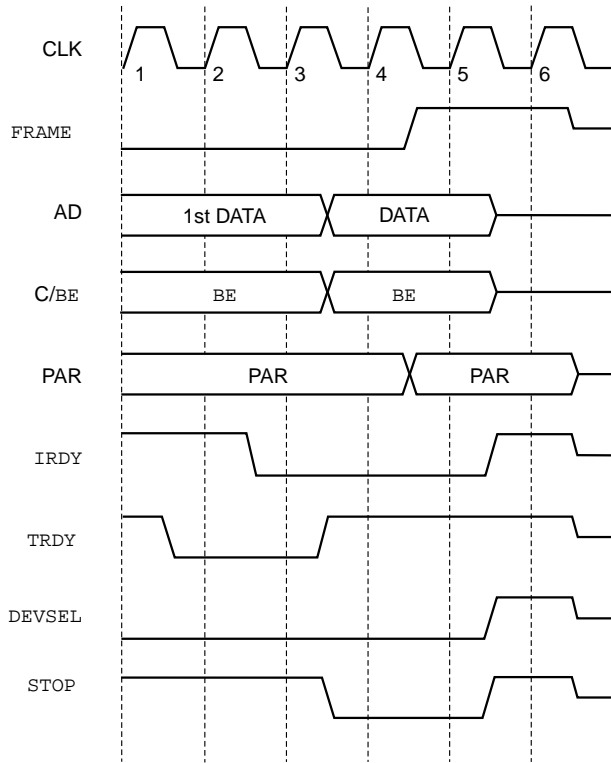 CLK
1 2 3 4 5 6
FRAME
AD 1st DATA DATA
C/BE BE BE
PAR PAR PAR
IRDY
TRDY
DEVSEL
STOP